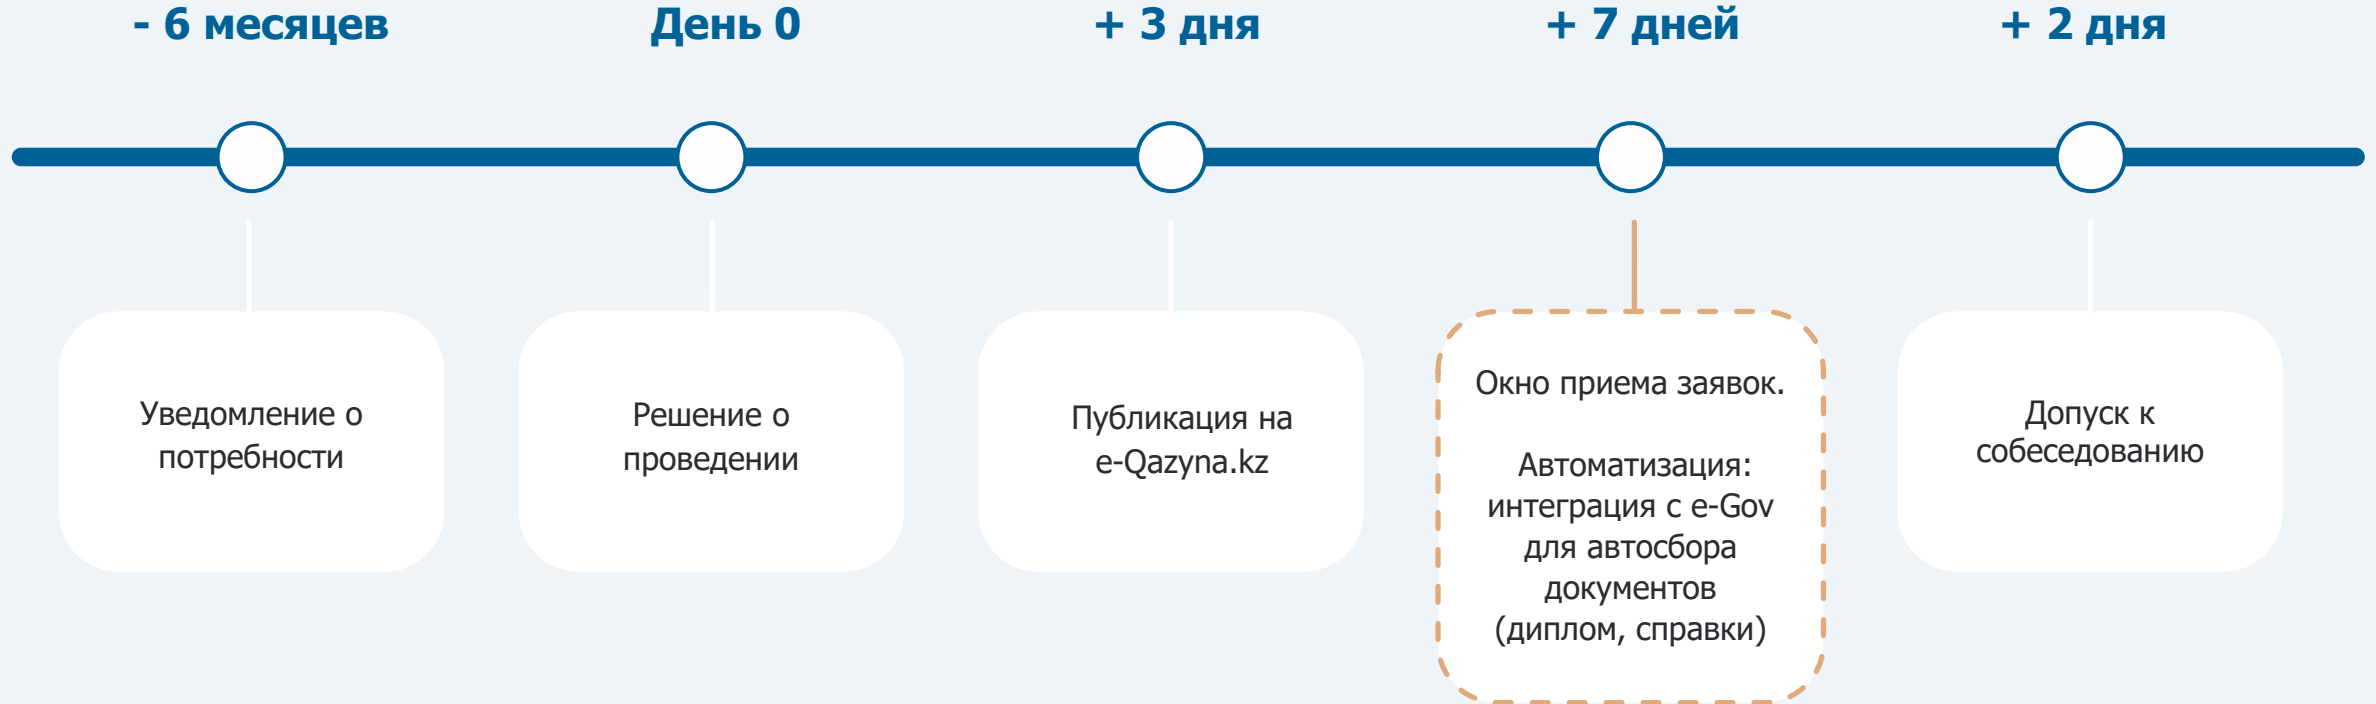 - 6 месяцев
День 0
+ 3 дня
+ 7 дней
+ 2 дня
Уведомление о
потребности
Решение о
проведении
Публикация на
e-Qazyna.kz
Окно приема заявок.
Автоматизация:
интеграция с e-Gov
для автосбора
документов
(диплом, справки)
Допуск к
собеседованию